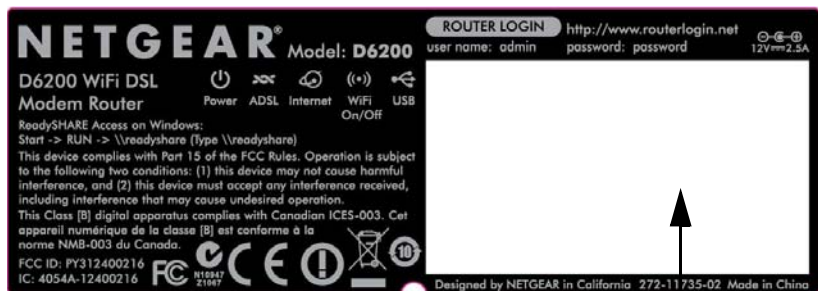 NETGEAR® Model: D6200
D6200 WiFi DSL
Modem Router
Power ADSL Internet WiFi On/Off USB
ReadySHARE Access on Windows:
Start -> RUN -> \\readyshare (Type \\readyshare)
This device complies with Part 15 of the FCC Rules. Operation is subject
to the following two conditions: (1) this device may not cause harmful
interference, and (2) this device must accept any interference received,
including interference that may cause undesired operation.
This Class [B] digital apparatus complies with Canadian ICES-003. Cet
appareil numérique de la classe [B] est conforme à la
norme NMB-003 du Canada.
FCC ID: PY312400216
IC: 4054A-12400216
FC
N10947
Z1067
CE
10
ROUTER LOGIN http://www.routerlogin.net
user name: admin password: password
12V 2.5A
Designed by NETGEAR in California 272-11735-02 Made in China